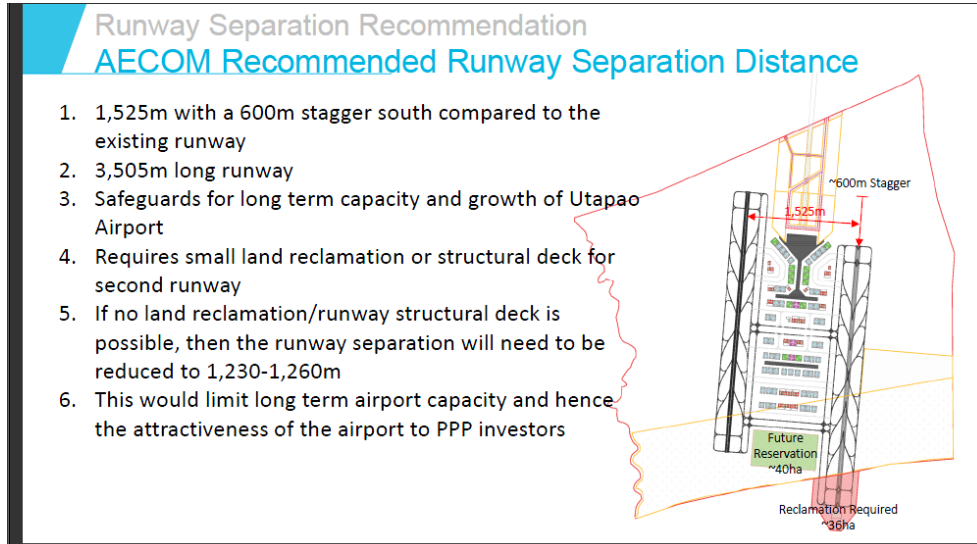 Runway Separation Recommendation
AECOM Recommended Runway Separation Distance
1. 1,525m with a 600m stagger south compared to the
existing runway
2. 3,505m long runway
3. Safeguards for long term capacity and growth of Utapao
Airport
4. Requires small land reclamation or structural deck for
second runway
5. If no land reclamation/runway structural deck is
possible, then the runway separation will need to be
reduced to 1,230-1,260m
6. This would limit long term airport capacity and hence
the attractiveness of the airport to PPP investors
~600m Stagger
1,525m
Future
Reservation
~40ha
Reclamation Required
~36ha